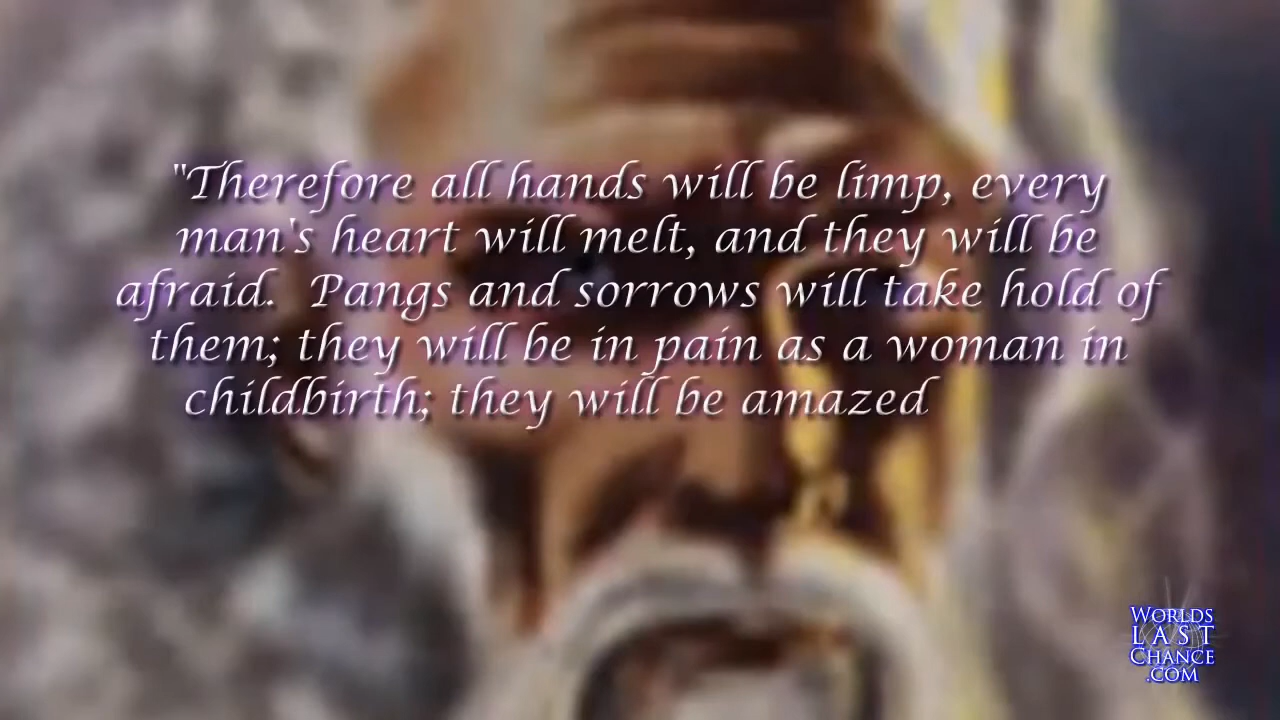 "Therefore all hands will be limp, every
man's heart will melt, and they will be
afraid.  Pangs and sorrows will take hold of
them; they will be in pain as a woman in
childbirth; they will be amazed
WORLDS
LAST
CHANCE
.COM